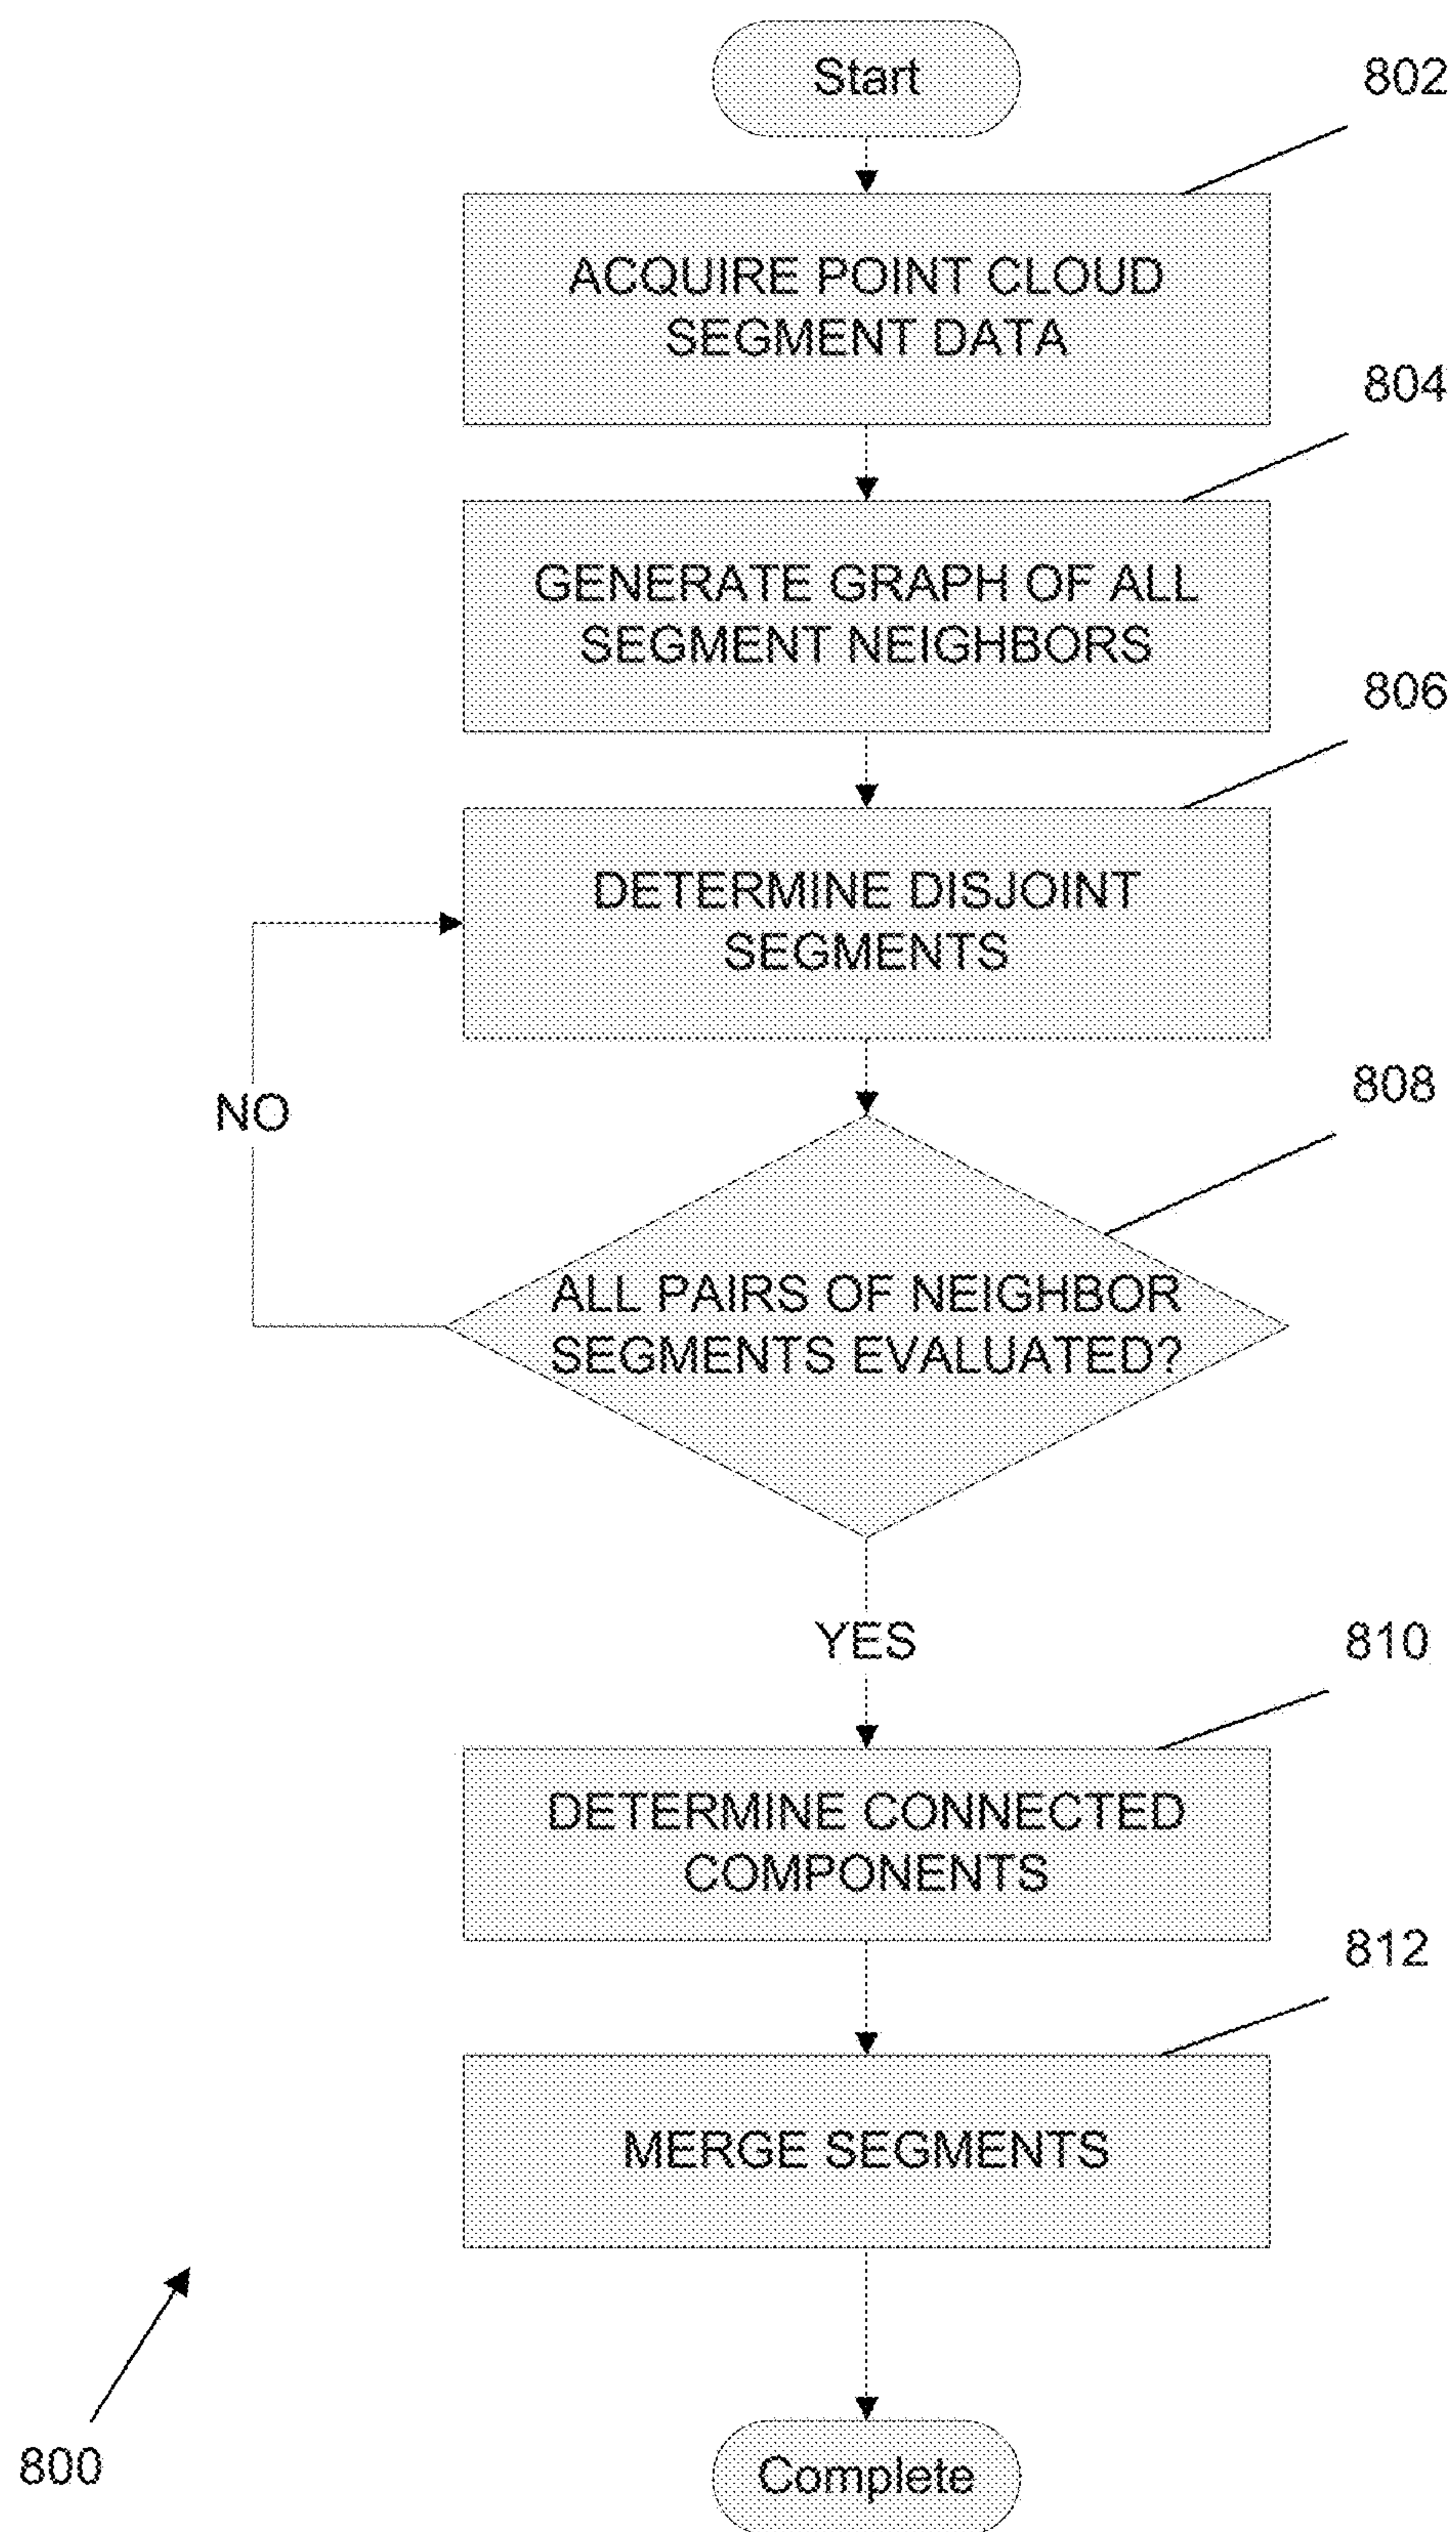 Start
802
ACQUIRE POINT CLOUD
SEGMENT DATA
804
GENERATE GRAPH OF ALL
SEGMENT NEIGHBORS
806
DETERMINE DISJOINT
SEGMENTS
NO
808
ALL PAIRS OF NEIGHBOR
SEGMENTS EVALUATED?
YES
810
DETERMINE CONNECTED
COMPONENTS
812
MERGE SEGMENTS
800
Complete